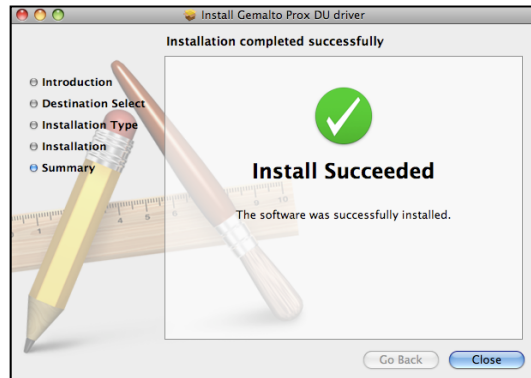 Install Gemalto Prox DU driver
Installation completed successfully
Introduction
Destination Select
Installation Type
Installation
Summary
Install Succeeded
The software was successfully installed.
Go Back
Close